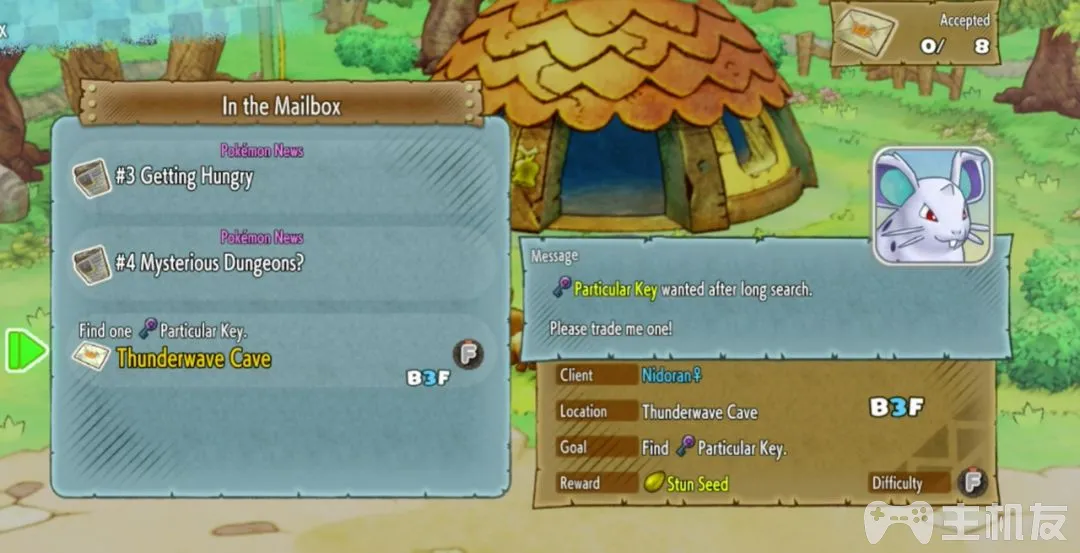 x
Accepted
0/ 8
In the Mailbox
Pokémon News
#3 Getting Hungry
Pokémon News
#4 Mysterious Dungeons?
Find one Particular Key.
Thunderwave Cave
F
B3F
Message
Particular Key wanted after long search.
Please trade me one!
Client Nidoran♀
Location Thunderwave Cave B3F
Goal Find Particular Key.
Reward Stun Seed Difficulty F
主机友